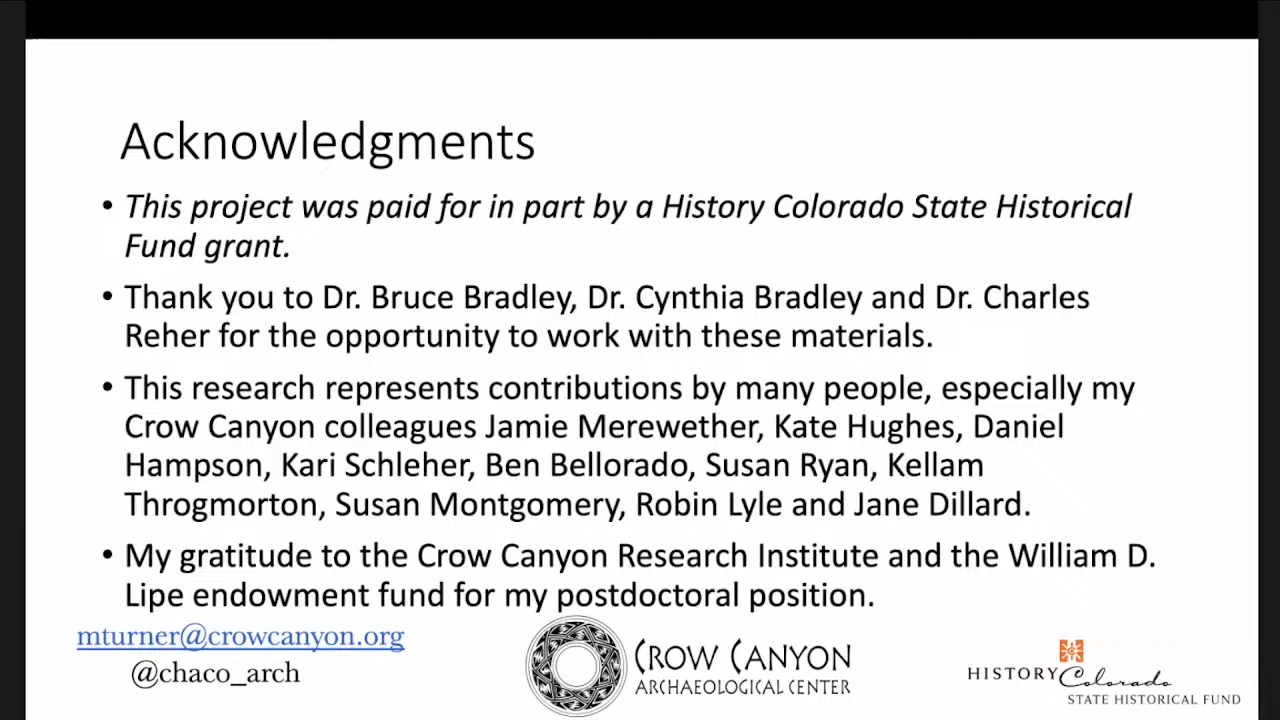 Acknowledgments
• This project was paid for in part by a History Colorado State Historical
Fund grant.
• Thank you to Dr. Bruce Bradley, Dr. Cynthia Bradley and Dr. Charles
Reher for the opportunity to work with these materials.
• This research represents contributions by many people, especially my
Crow Canyon colleagues Jamie Merewether, Kate Hughes, Daniel
Hampson, Kari Schleher, Ben Bellorado, Susan Ryan, Kellam
Throgmorton, Susan Montgomery, Robin Lyle and Jane Dillard.
• My gratitude to the Crow Canyon Research Institute and the William D.
Lipe endowment fund for my postdoctoral position.
mturner@crowcanyon.org
@chaco_arch
CROW CANYON
ARCHAEOLOGICAL CENTER
HISTORY Colorado
STATE HISTORICAL FUND